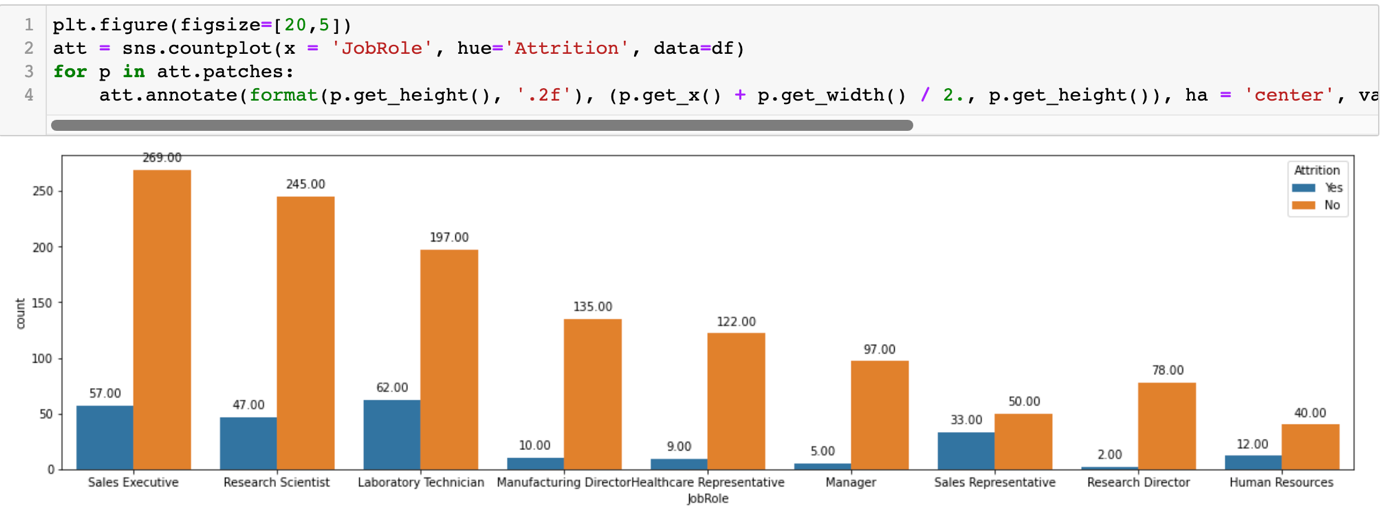 1 plt.figure(figsize=[20,5])
2 att = sns.countplot(x = 'JobRole', hue='Attrition', data=df)
3 for p in att.patches:
4 att.annotate(format(p.get_height(), '.2f'), (p.get_x() + p.get_width() / 2., p.get_height()), ha = 'center', va
269.00
245.00
197.00
135.00
122.00
97.00
78.00
57.00
47.00
62.00
10.00
9.00
5.00
33.00
50.00
2.00
12.00
40.00
Attrition
Yes
No
250
200
150
100
50
0
count
Sales Executive Research Scientist Laboratory Technician Manufacturing Director Healthcare Representative Manager Sales Representative Research Director Human Resources
JobRole